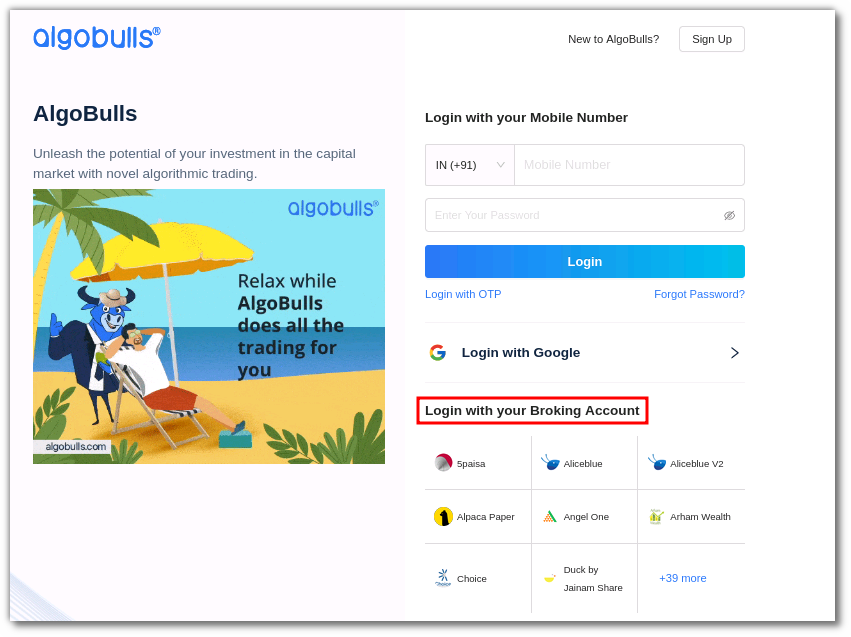 algobulls®
New to AlgoBulls?
Sign Up
AlgoBulls
Unleash the potential of your investment in the capital
market with novel algorithmic trading.
algobulls®
Relax while
AlgoBulls
does all the
trading for
you
algobulls.com
Login with your Mobile Number
IN (+91)
Mobile Number
Enter Your Password
Login
Login with OTP
Forgot Password?
Login with Google
Login with your Broking Account
5paisa
Aliceblue
Aliceblue V2
Alpaca Paper
Angel One
Arham Wealth
Choice
Choice
Duck by
Jainam Share
+39 more